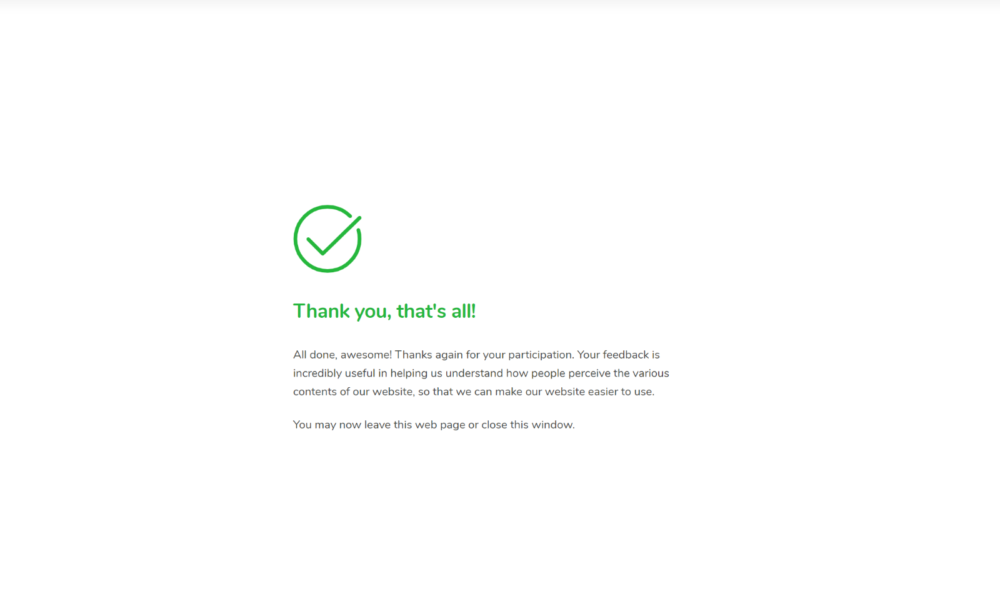 Thank you, that's all!
All done, awesome! Thanks again for your participation. Your feedback is
incredibly useful in helping us understand how people perceive the various
contents of our website, so that we can make our website easier to use.
You may now leave this web page or close this window.